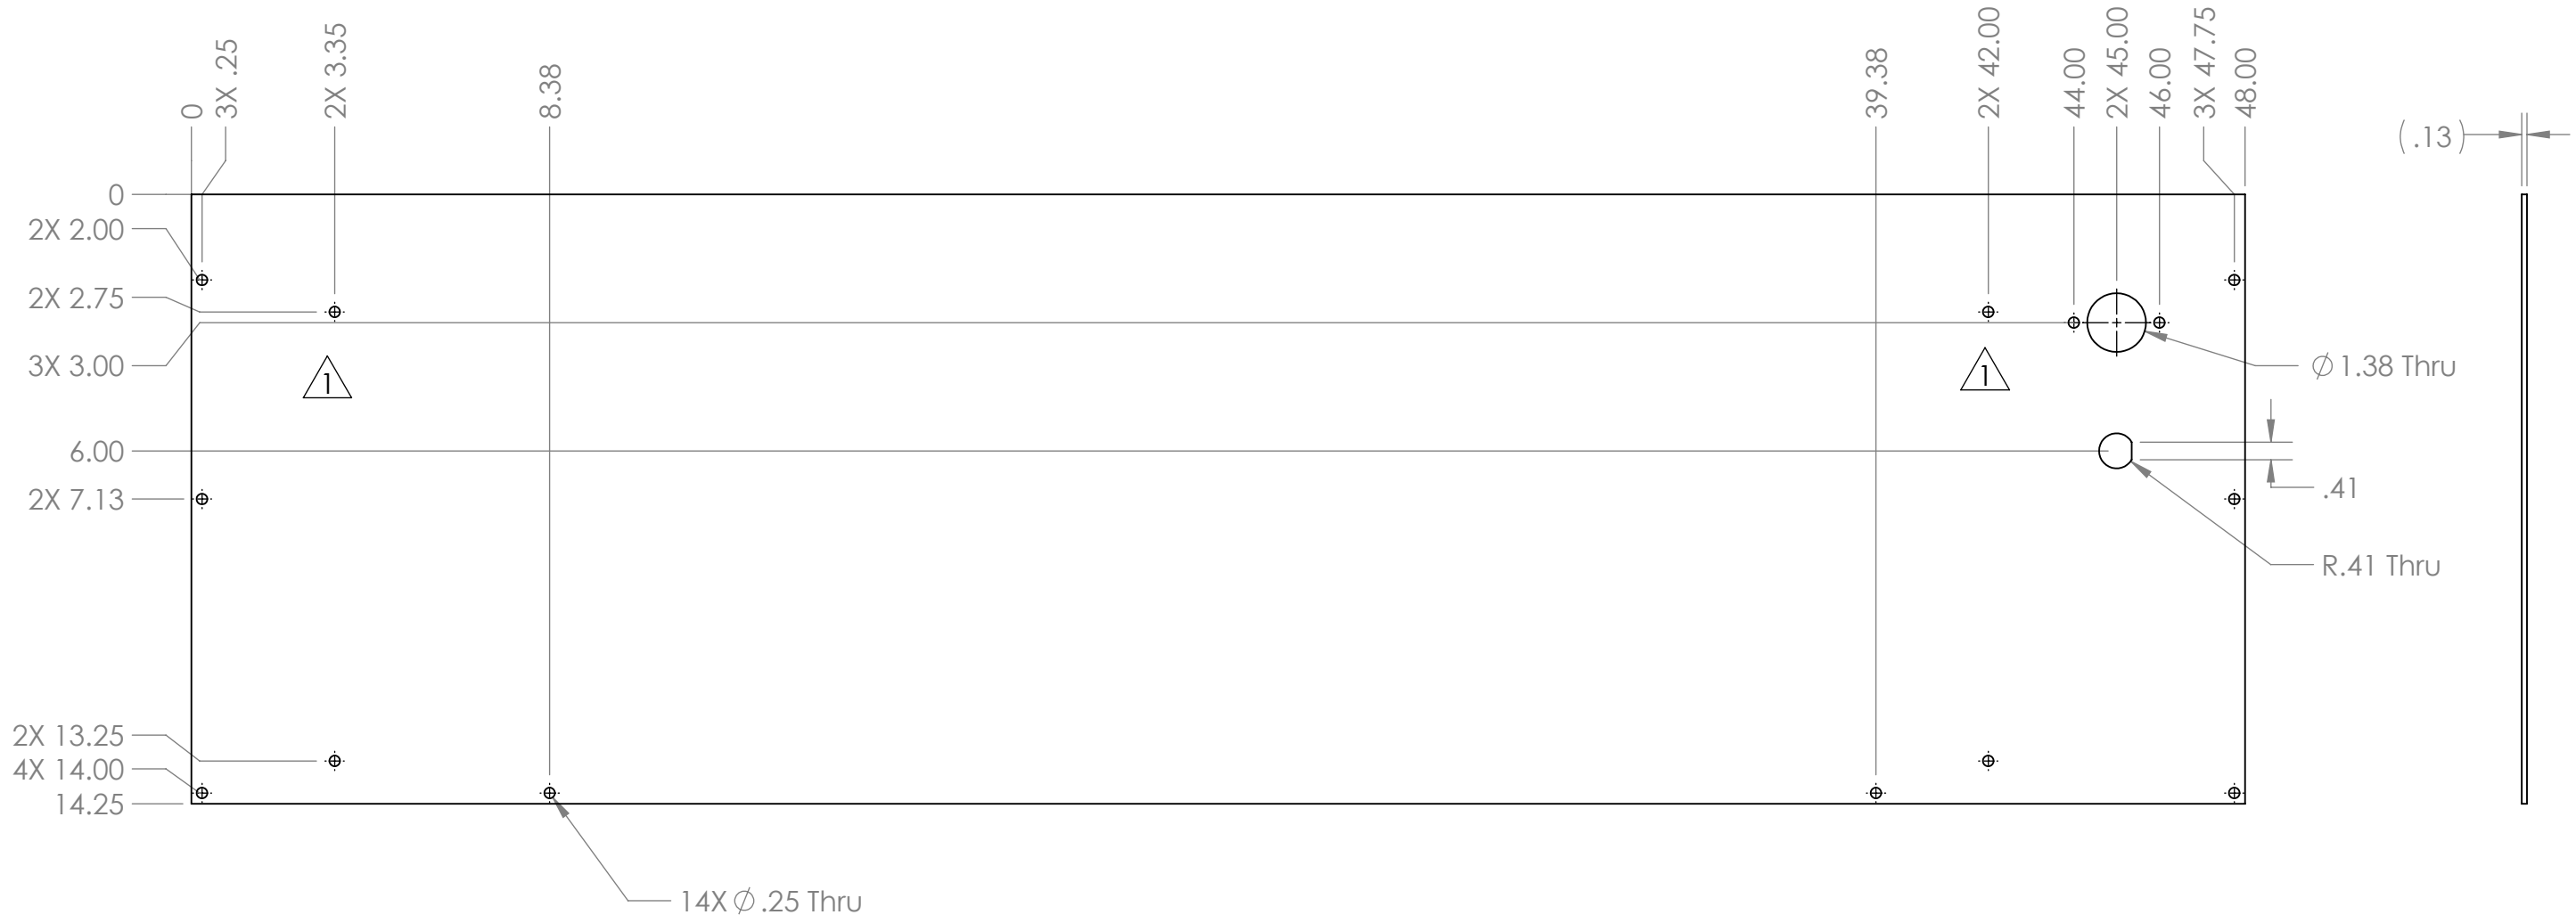 0
3X .25
2X 3.35
8.38
39.38
2X 42.00
44.00
2X 45.00
46.00
3X 47.75
48.00
( .13 )
0
2X 2.00
2X 2.75
3X 3.00
1
1
Ø 1.38 Thru
6.00
.41
2X 7.13
R.41 Thru
2X 13.25
4X 14.00
14.25
14X Ø .25 Thru